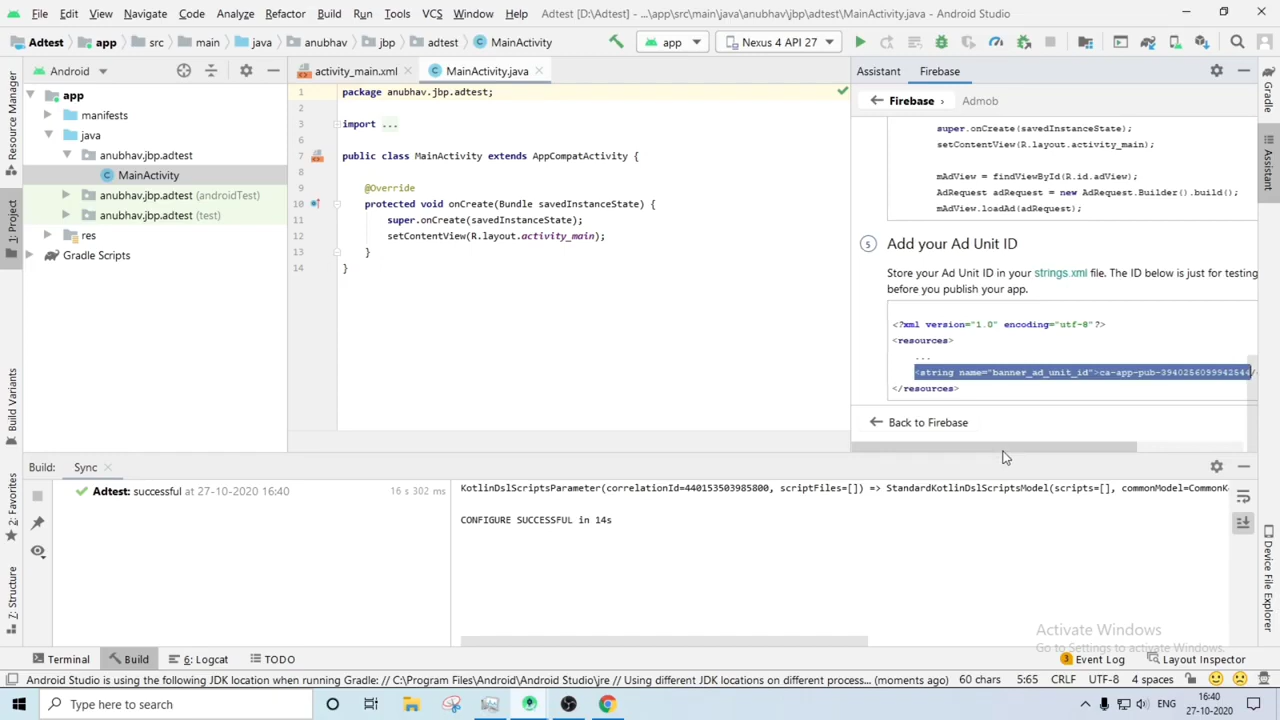 File Edit View Navigate Code Analyze Refactor Build Run Tools VCS Window Help Adtest [D:\Adtest] - ...\app\src\main\java\anubhav\jbp\adtest\MainActivity.java - Android Studio
Adtest app src main java anubhav jbp adtest MainActivity app Nexus 4 API 27
Android
activity_main.xml MainActivity.java
Assistant Firebase
Resource Manager
1: Project
Build Variants
2: Favorites
7: Structure
app
manifests
java
anubhav.jbp.adtest
MainActivity
anubhav.jbp.adtest (androidTest)
anubhav.jbp.adtest (test)
res
Gradle Scripts
1 package anubhav.jbp.adtest;
2
3 import ...
6
7 public class MainActivity extends AppCompatActivity {
8
9 @Override
10 protected void onCreate(Bundle savedInstanceState) {
11 super.onCreate(savedInstanceState);
12 setContentView(R.layout.activity_main);
13 }
14 }
Firebase › Admob
super.onCreate(savedInstanceState);
setContentView(R.layout.activity_main);
mAdView = findViewById(R.id.adView);
AdRequest adRequest = new AdRequest.Builder().build();
mAdView.loadAd(adRequest);
5 Add your Ad Unit ID
Store your Ad Unit ID in your strings.xml file. The ID below is just for testing
before you publish your app.
<?xml version="1.0" encoding="utf-8"?>
<resources>
...
<string name="banner_ad_unit_id">ca-app-pub-3940256099942544/
</resources>
Back to Firebase
Gradle
Assistant
Device File Explorer
Build: Sync
Adtest: successful at 27-10-2020 16:40 16 s 302 ms
KotlinDslScriptsParameter(correlationId=440153503985800, scriptFiles=[]) => StandardKotlinDslScriptsModel(scripts=[], commonModel=CommonK
CONFIGURE SUCCESSFUL in 14s
Activate Windows
Go to Settings to activate Windows.
Terminal Build 6: Logcat TODO 3 Event Log Layout Inspector
Android Studio is using the following JDK location when running Gradle: // C:\Program Files\Android\Android Studio\jre // Using different JDK locations on different process... (moments ago) 60 chars 5:65 CRLF UTF-8 4 spaces
Type here to search ENG 16:40
27-10-2020